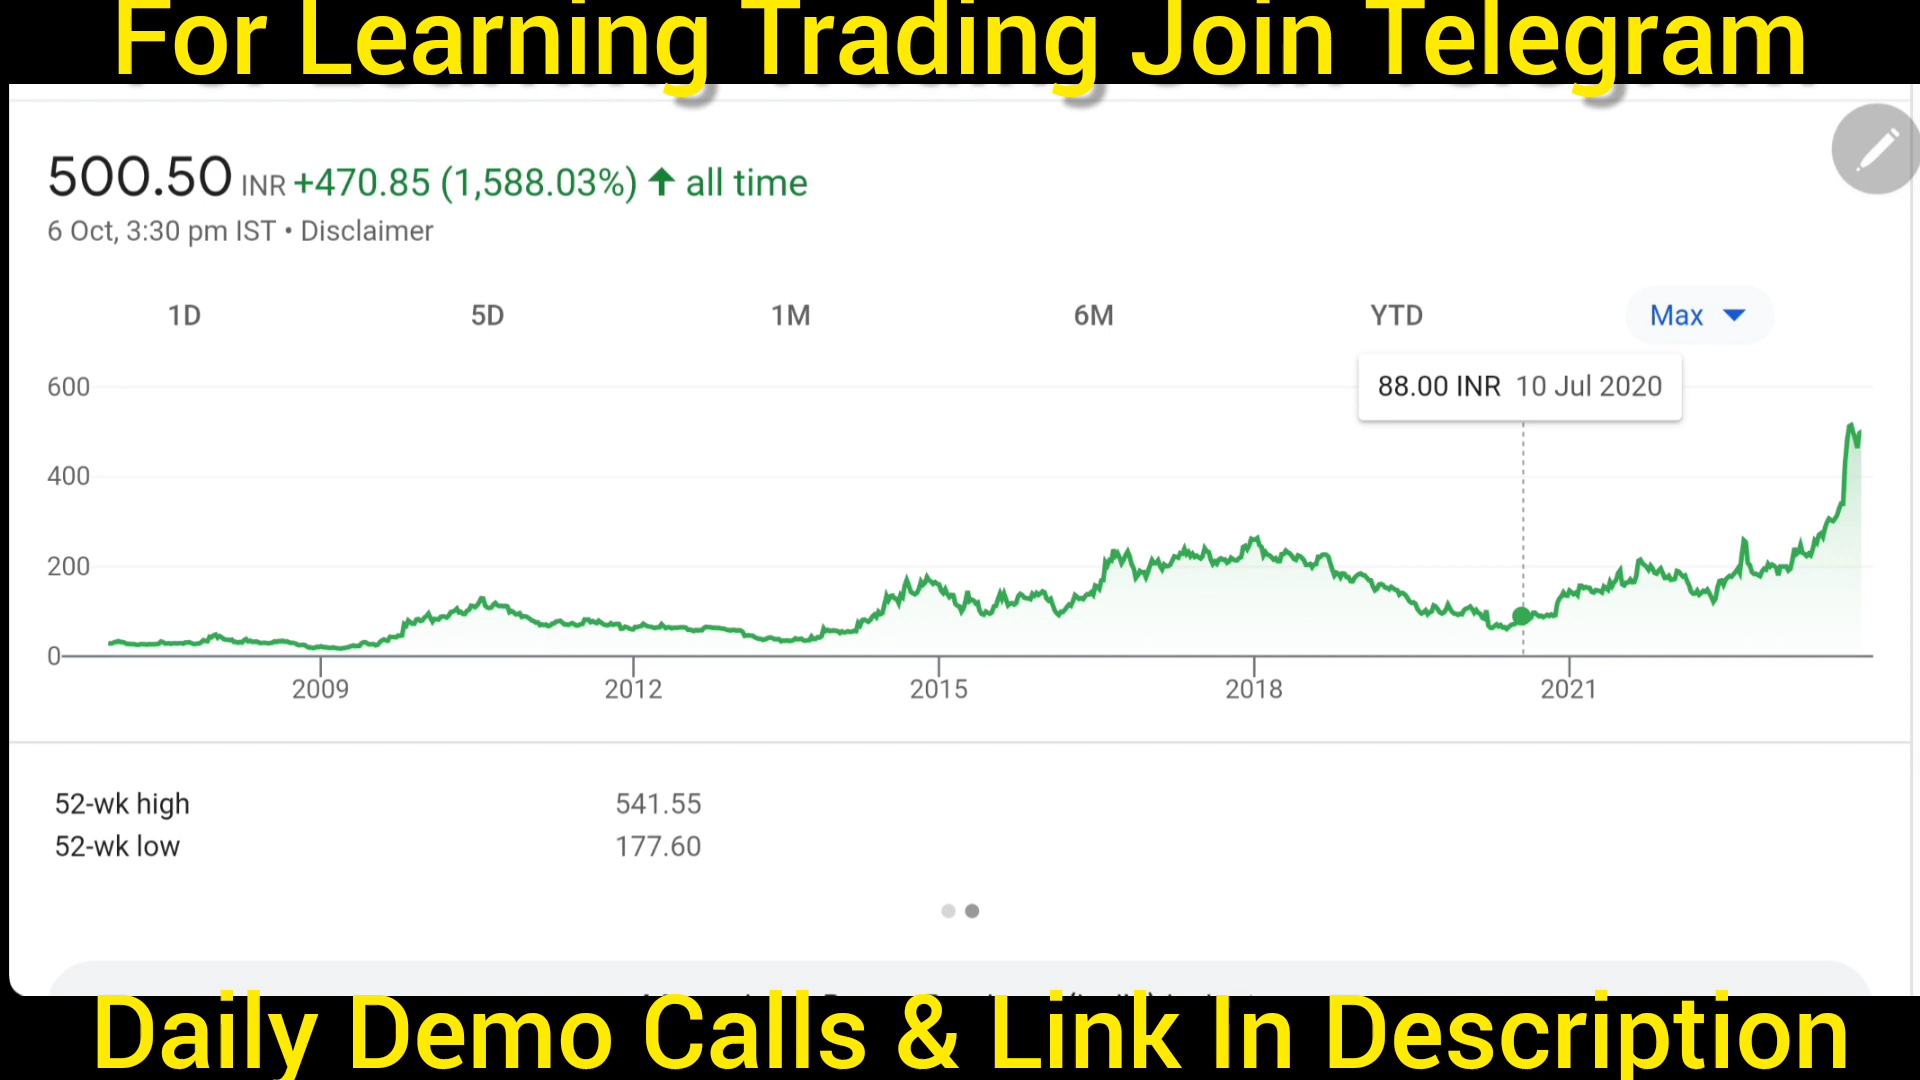 For Learning Trading Join Telegram
500.50 INR +470.85 (1,588.03%) ↑ all time
6 Oct, 3:30 pm IST • Disclaimer
1D 5D 1M 6M YTD Max
88.00 INR 10 Jul 2020
600
400
200
0
2009 2012 2015 2018 2021
52-wk high 541.55
52-wk low 177.60
Daily Demo Calls & Link In Description